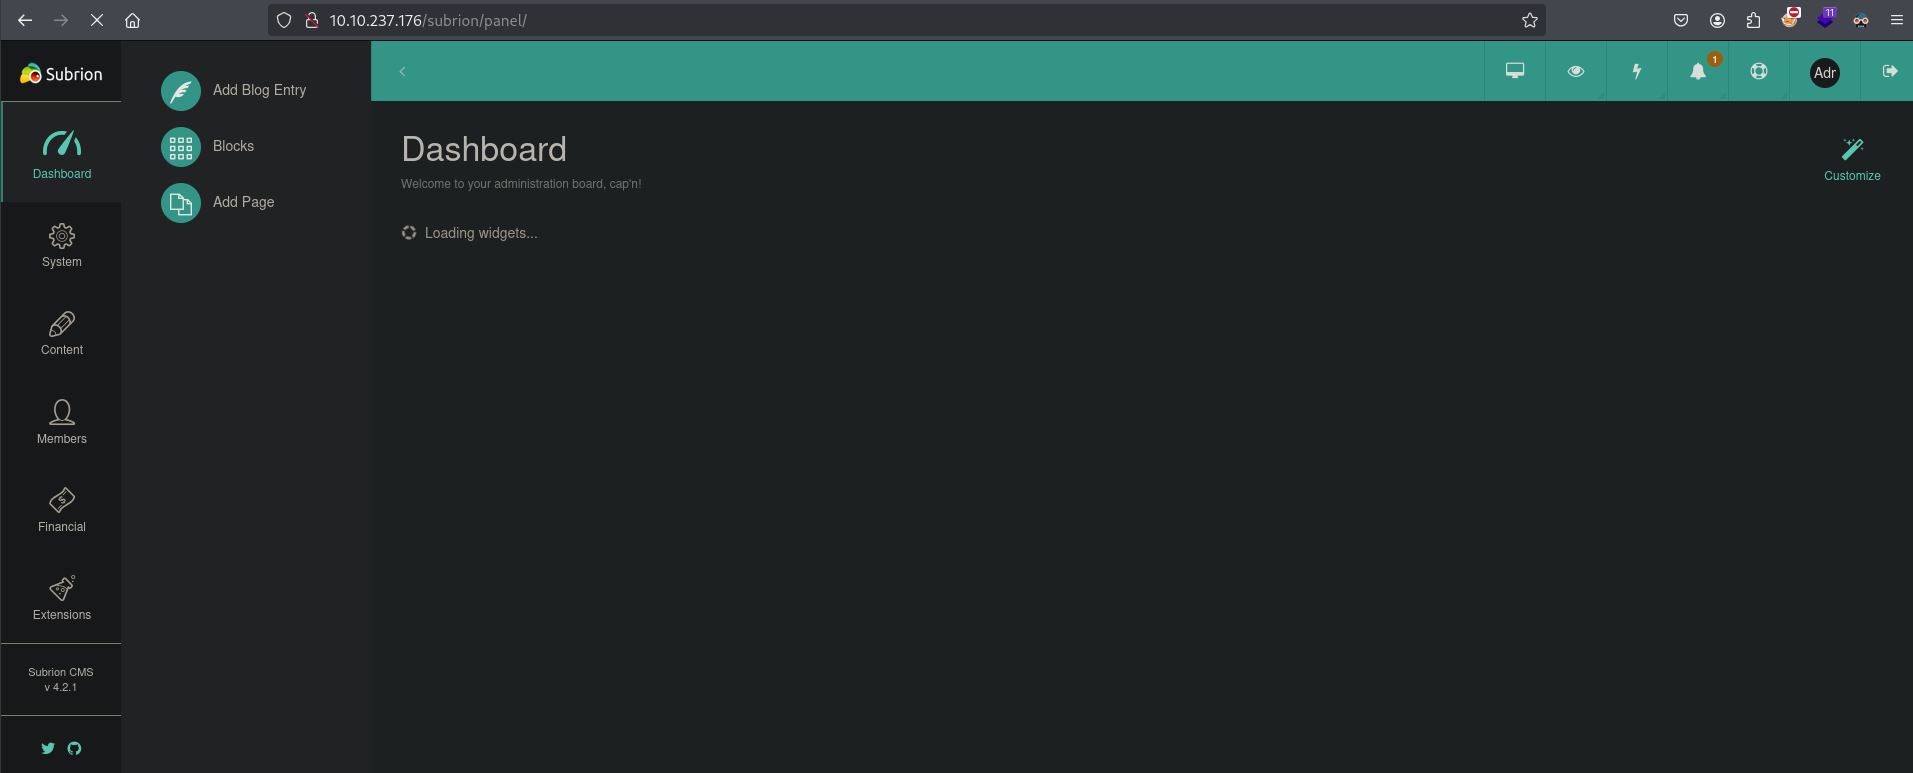 10.10.237.176/subrion/panel/
11
Subrion
Dashboard
System
Content
Members
Financial
Extensions
Subrion CMS
v 4.2.1
Add Blog Entry
Blocks
Add Page
1
Adr
Dashboard
Welcome to your administration board, cap'n!
Customize
Loading widgets...